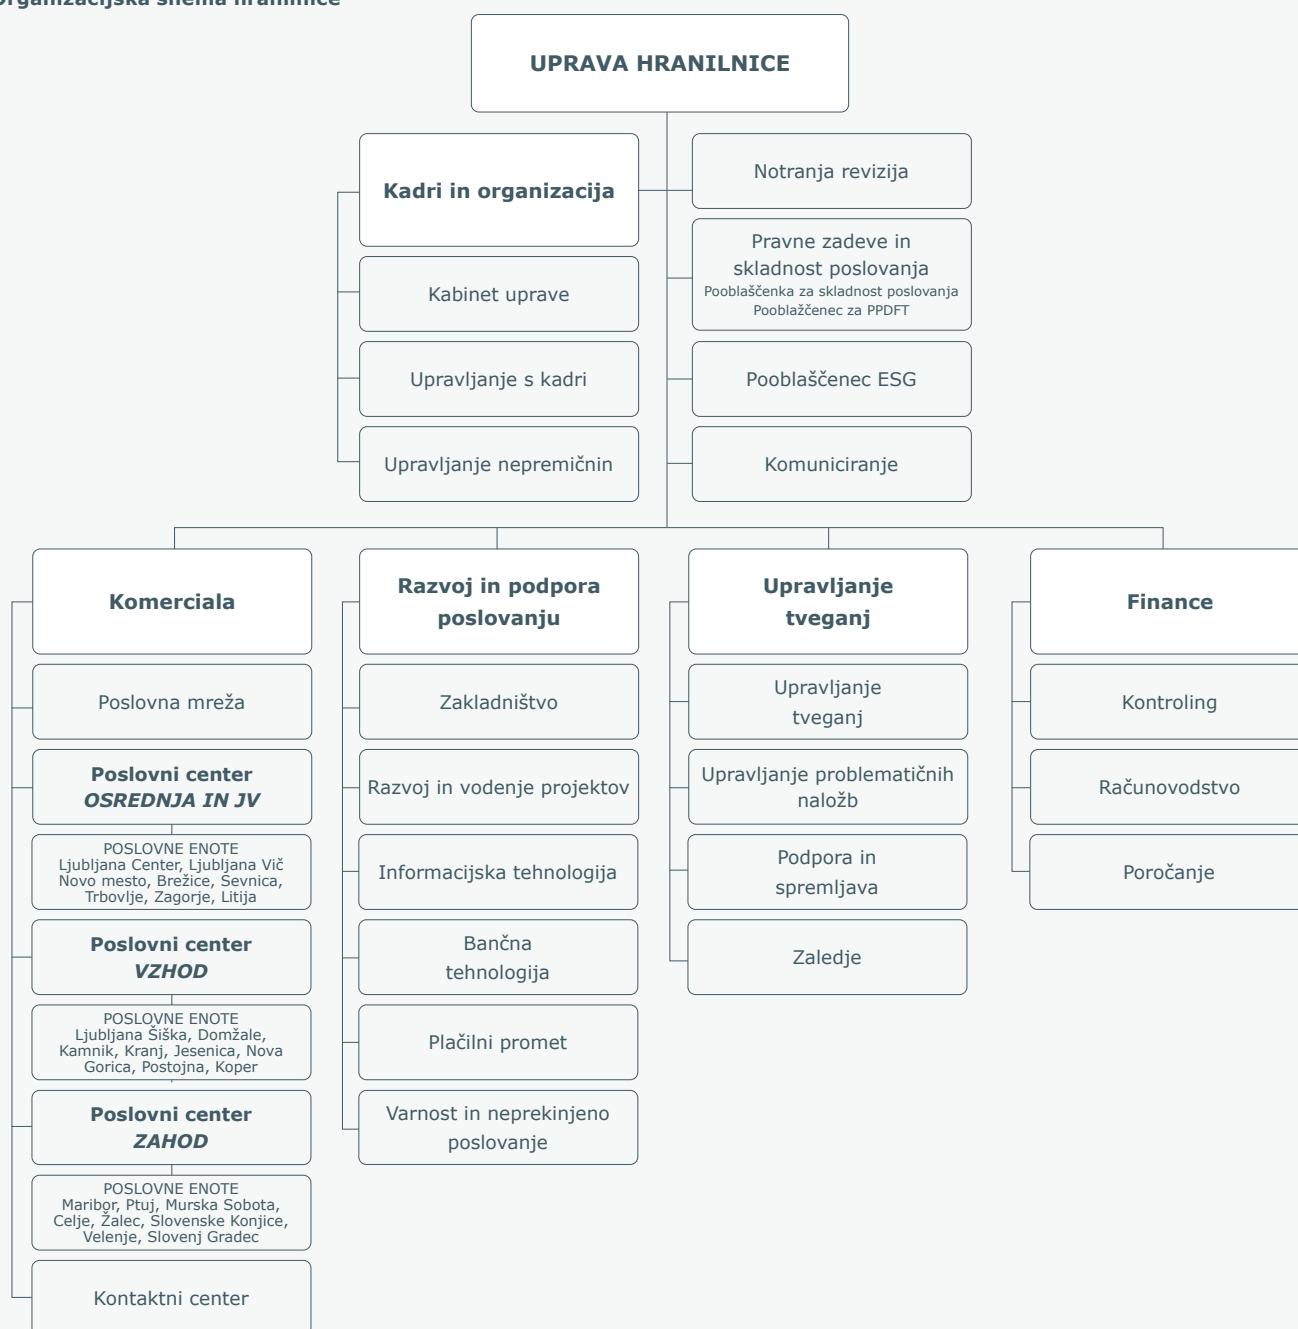 Organizacijska shema hranilnice
UPRAVA HRANILNICE
Kadri in organizacija
Kabinet uprave
Upravljanje s kadri
Upravljanje nepremičnin
Notranja revizija
Pravne zadeve in
skladnost poslovanja
Pooblaščenka za skladnost poslovanja
Pooblažčenec za PPDFT
Pooblaščenec ESG
Komuniciranje
Komerciala
Poslovna mreža
Poslovni center
OSREDNJA IN JV
POSLOVNE ENOTE
Ljubljana Center, Ljubljana Vič
Novo mesto, Brežice, Sevnica,
Trbovlje, Zagorje, Litija
Poslovni center
VZHOD
POSLOVNE ENOTE
Ljubljana Šiška, Domžale,
Kamnik, Kranj, Jesenica, Nova
Gorica, Postojna, Koper
Poslovni center
ZAHOD
POSLOVNE ENOTE
Maribor, Ptuj, Murska Sobota,
Celje, Žalec, Slovenske Konjice,
Velenje, Slovenj Gradec
Kontaktni center
Razvoj in podpora
poslovanju
Zakladništvo
Razvoj in vodenje projektov
Informacijska tehnologija
Bančna
tehnologija
Plačilni promet
Varnost in neprekinjeno
poslovanje
Upravljanje
tveganj
Upravljanje
tveganj
Upravljanje problematičnih
naložb
Podpora in
spremljava
Zaledje
Finance
Kontroling
Računovodstvo
Poročanje